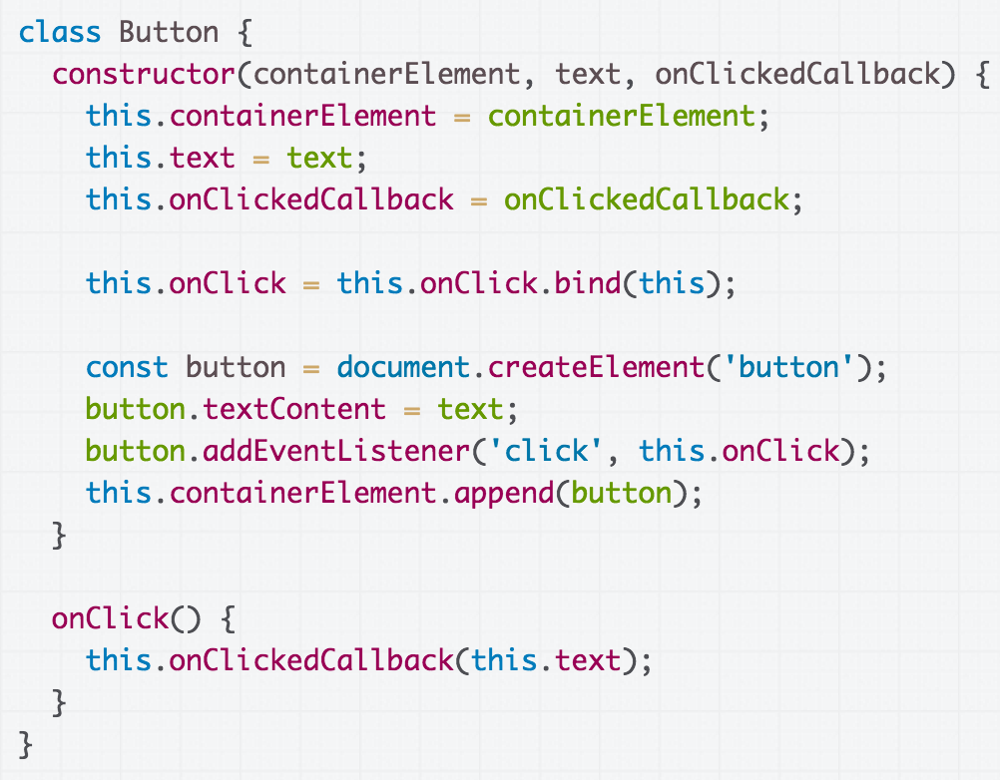 class Button {
  constructor(containerElement, text, onClickedCallback) {
    this.containerElement = containerElement;
    this.text = text;
    this.onClickedCallback = onClickedCallback;

    this.onClick = this.onClick.bind(this);

    const button = document.createElement('button');
    button.textContent = text;
    button.addEventListener('click', this.onClick);
    this.containerElement.append(button);
  }

  onClick() {
    this.onClickedCallback(this.text);
  }
}